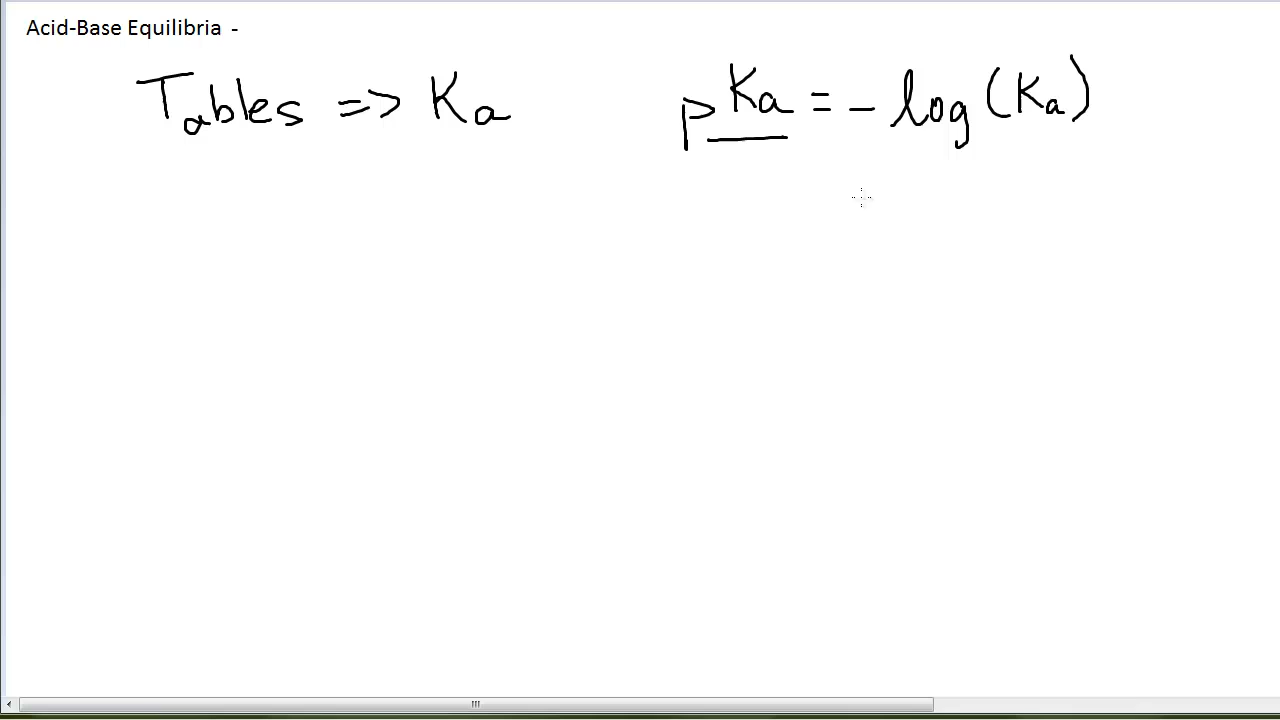 Acid-Base Equilibria -
Tables => Ka pKa = - log (Ka)